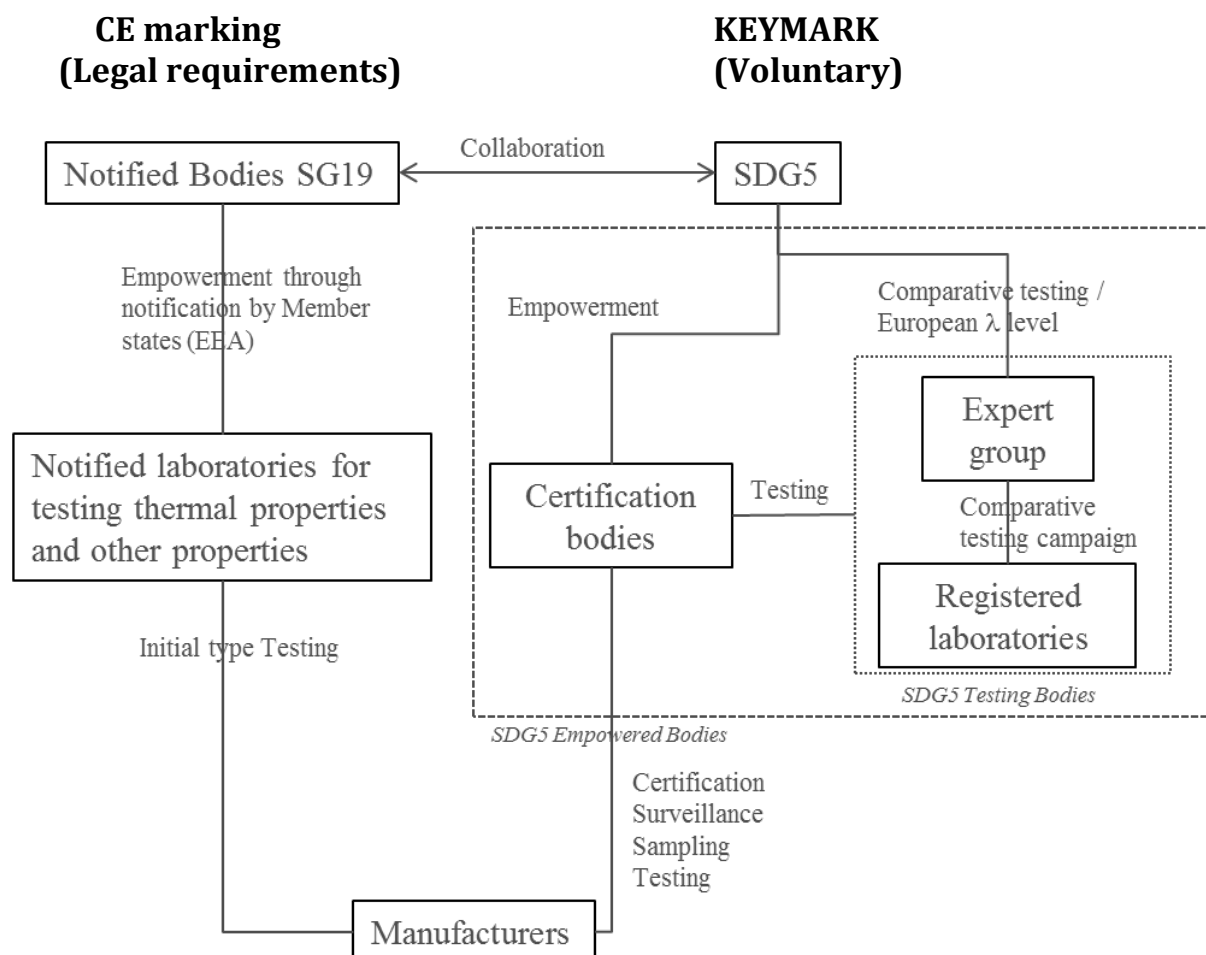 CE marking
(Legal requirements)
KEYMARK
(Voluntary)
Collaboration
Notified Bodies SG19
SDG5
Empowerment through
notification by Member
states (EEA)
Empowerment
Comparative testing /
European λ level
Expert
group
Notified laboratories for
testing thermal properties
and other properties
Certification
bodies
Testing
Comparative
testing campaign
Registered
laboratories
Initial type Testing
SDG5 Testing Bodies
SDG5 Empowered Bodies
Certification
Surveillance
Sampling
Testing
Manufacturers